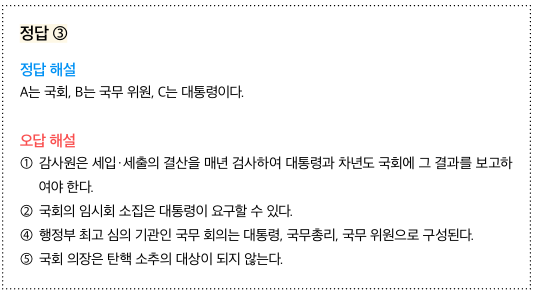 정답 ③
정답 해설
A는 국회, B는 국무 위원, C는 대통령이다.
오답 해설
① 감사원은 세입·세출의 결산을 매년 검사하여 대통령과 차년도 국회에 그 결과를 보고하
여야 한다.
② 국회의 임시회 소집은 대통령이 요구할 수 있다.
④ 행정부 최고 심의 기관인 국무 회의는 대통령, 국무총리, 국무 위원으로 구성된다.
⑤ 국회 의장은 탄핵 소추의 대상이 되지 않는다.